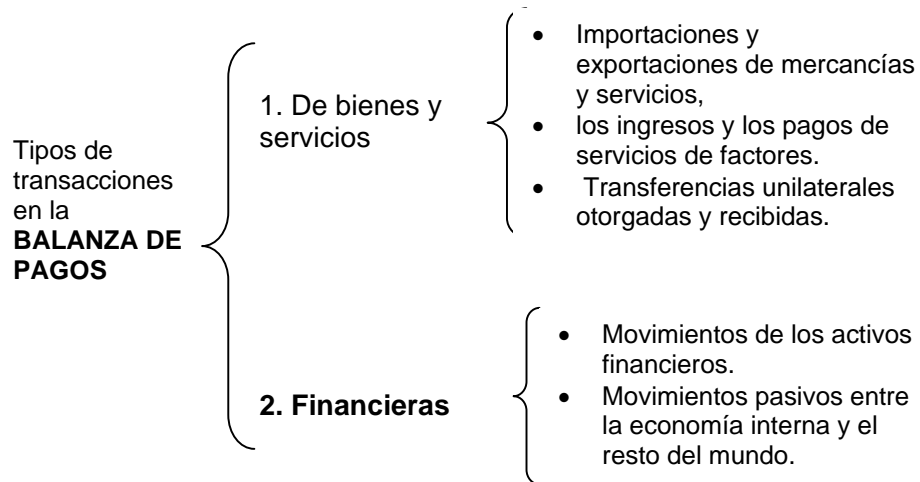 Tipos de
transacciones
en la
BALANZA DE
PAGOS
1. De bienes y
servicios
• Importaciones y
exportaciones de mercancías
y servicios,
• los ingresos y los pagos de
servicios de factores.
• Transferencias unilaterales
otorgadas y recibidas.
2. Financieras
• Movimientos de los activos
financieros.
• Movimientos pasivos entre
la economía interna y el
resto del mundo.